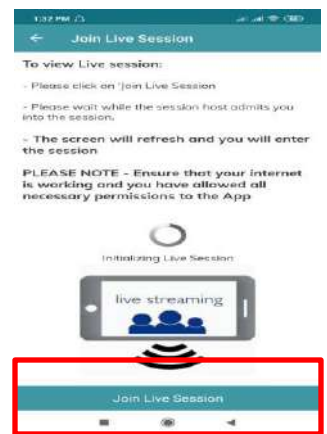 1:32 PM
Join Live Session
To view Live session:
- Please click on 'Join Live Session
- Please wait while the session host admits you
into the session,
- The screen will refresh and you will enter
the session
PLEASE NOTE - Ensure that your internet
is working and you have allowed all
necessary permissions to the App
Initializing Live Session
live streaming
Join Live Session